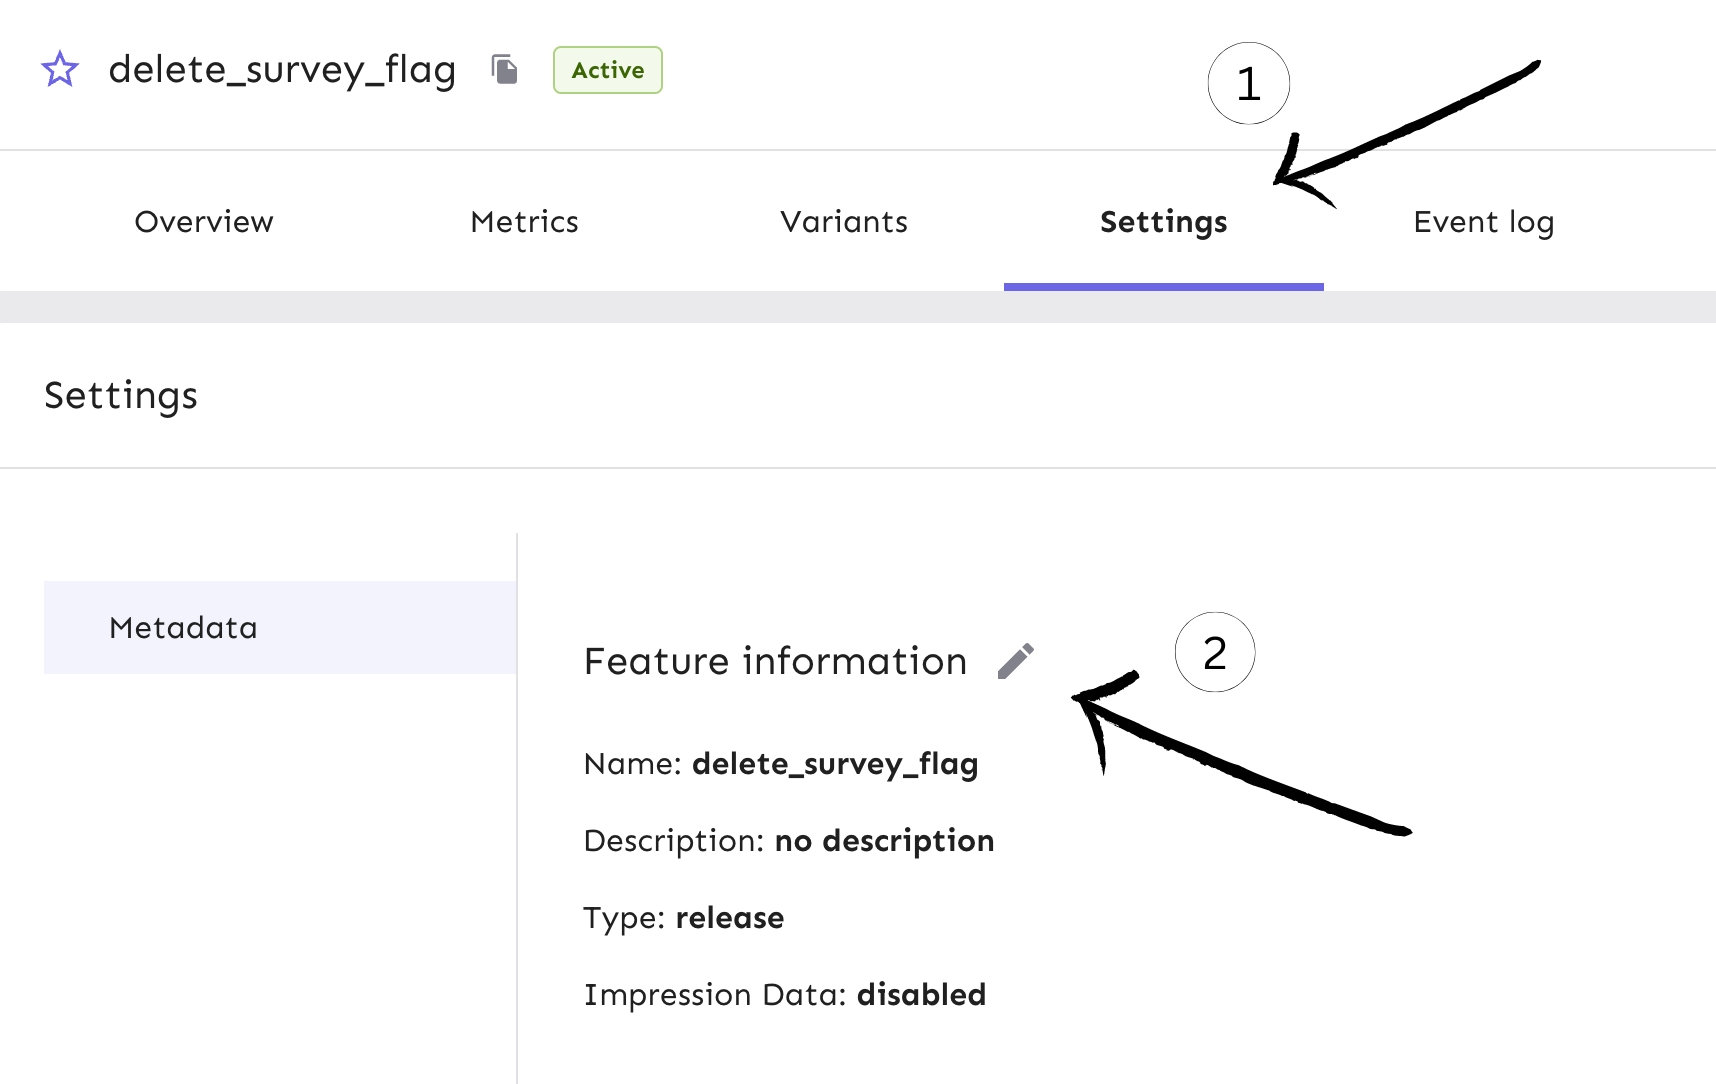 delete_survey_flag Active
1
Overview Metrics Variants Settings Event log
Settings
Metadata
2
Feature information
Name: delete_survey_flag
Description: no description
Type: release
Impression Data: disabled